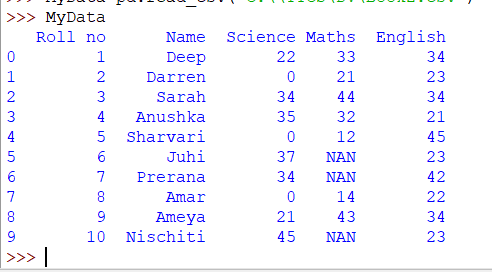 >>> MyData
Roll no Name Science Maths English
0 1 Deep 22 33 34
1 2 Darren 0 21 23
2 3 Sarah 34 44 34
3 4 Anushka 35 32 21
4 5 Sharvari 0 12 45
5 6 Juhi 37 NAN 23
6 7 Prerana 34 NAN 42
7 8 Amar 0 14 22
8 9 Ameya 21 43 34
9 10 Nischiti 45 NAN 23
>>>